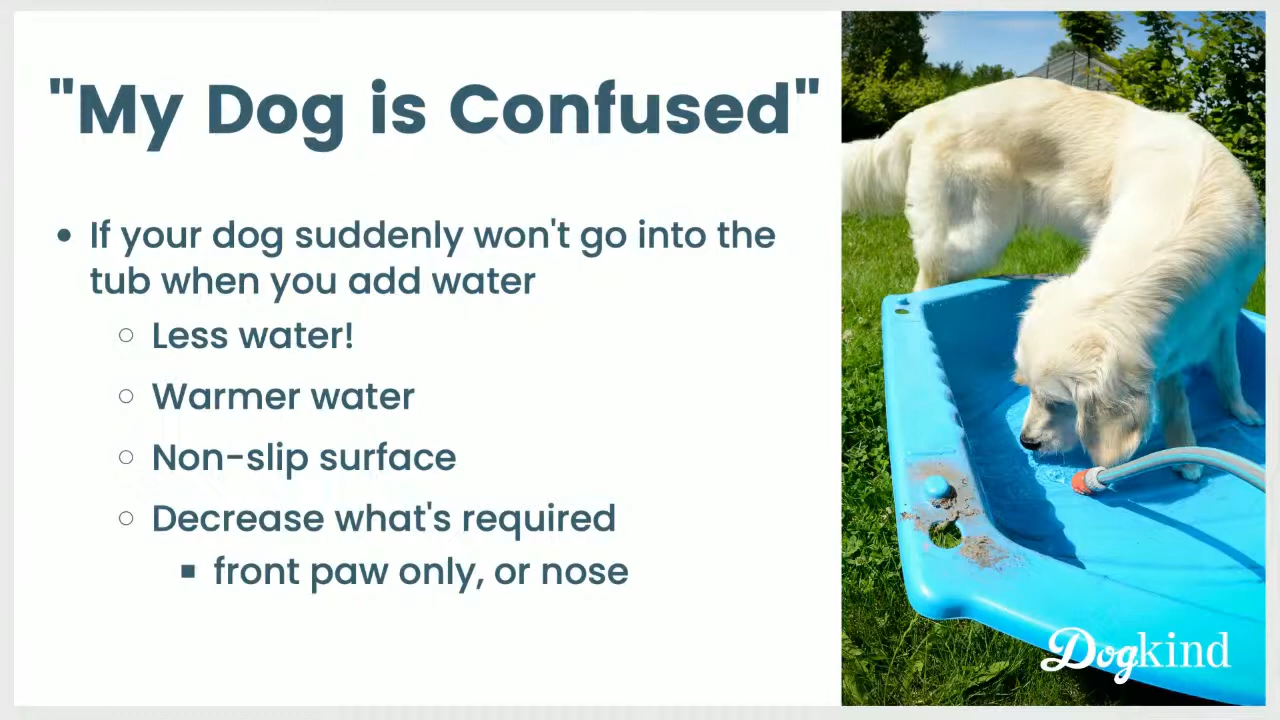 "My Dog is Confused"
• If your dog suddenly won't go into the
tub when you add water
○ Less water!
○ Warmer water
○ Non-slip surface
○ Decrease what's required
▪ front paw only, or nose
Dogkind